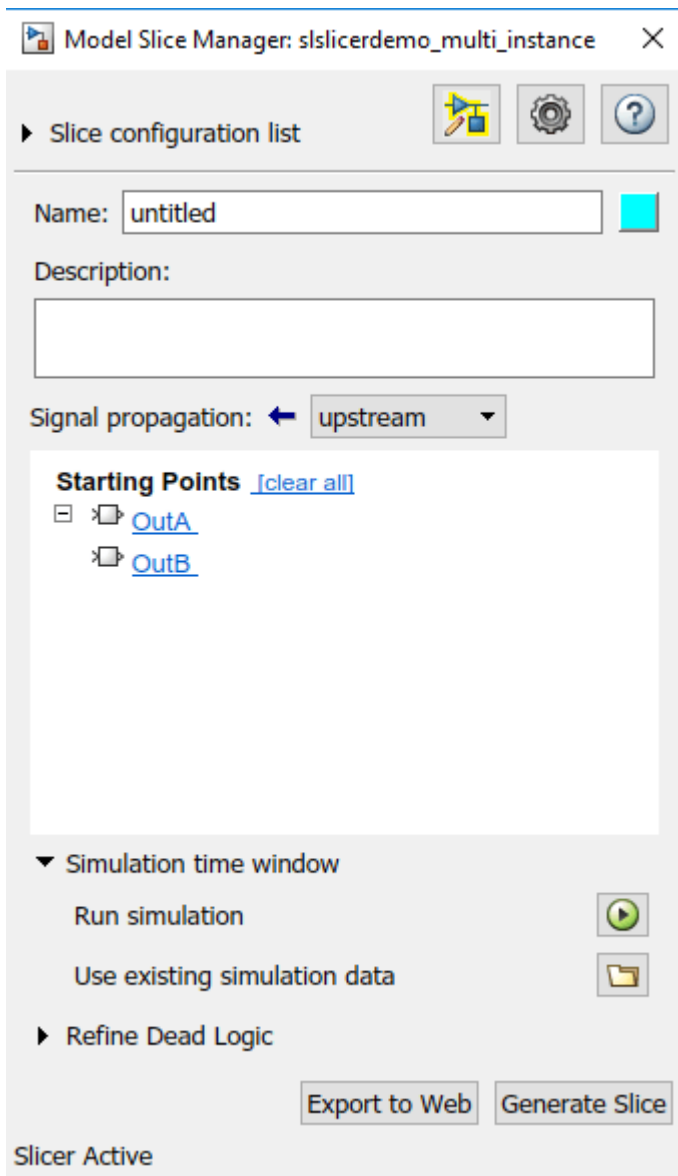 Model Slice Manager: slslicerdemo_multi_instance
Slice configuration list
Name: untitled
Description:
Signal propagation: upstream
Starting Points [clear all]
OutA
OutB
Simulation time window
Run simulation
Use existing simulation data
Refine Dead Logic
Export to Web Generate Slice
Slicer Active